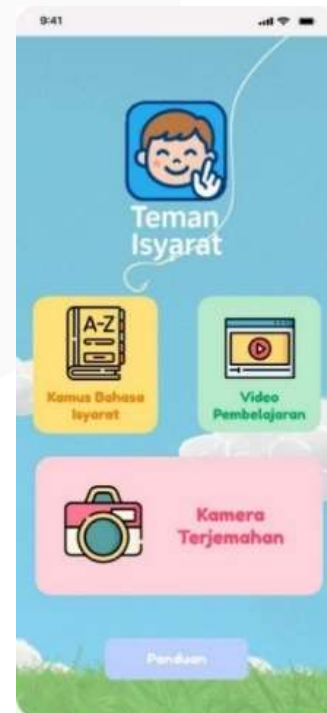 9:41
Teman
Isyarat
A-Z
Kamus Bahasa
Isyarat
Video
Pembelajaran
Kamera
Terjemahan
Panduan